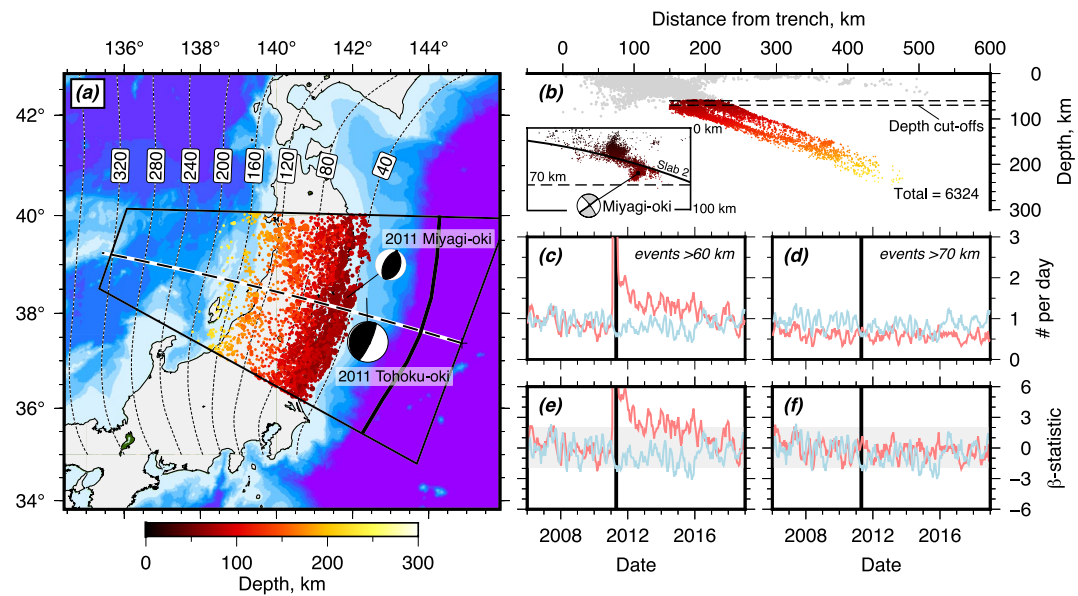 136° 138° 140° 142° 144°
(a)
42°
40°
38°
36°
34°
320 280 240 200 160 120 80 40
2011 Miyagi-oki
2011 Tohoku-oki
0 100 200 300
Depth, km
Distance from trench, km
0 100 200 300 400 500 600
(b)
Depth cut-offs
0 km
Slab 2
70 km
Miyagi-oki
100 km
Total = 6324
0
100
200
300
Depth, km
(c) events >60 km
(d) events >70 km
3
2
1
0
# per day
(e)
(f)
6
3
0
−3
−6
β-statistic
2008 2012 2016
2008 2012 2016
Date
Date